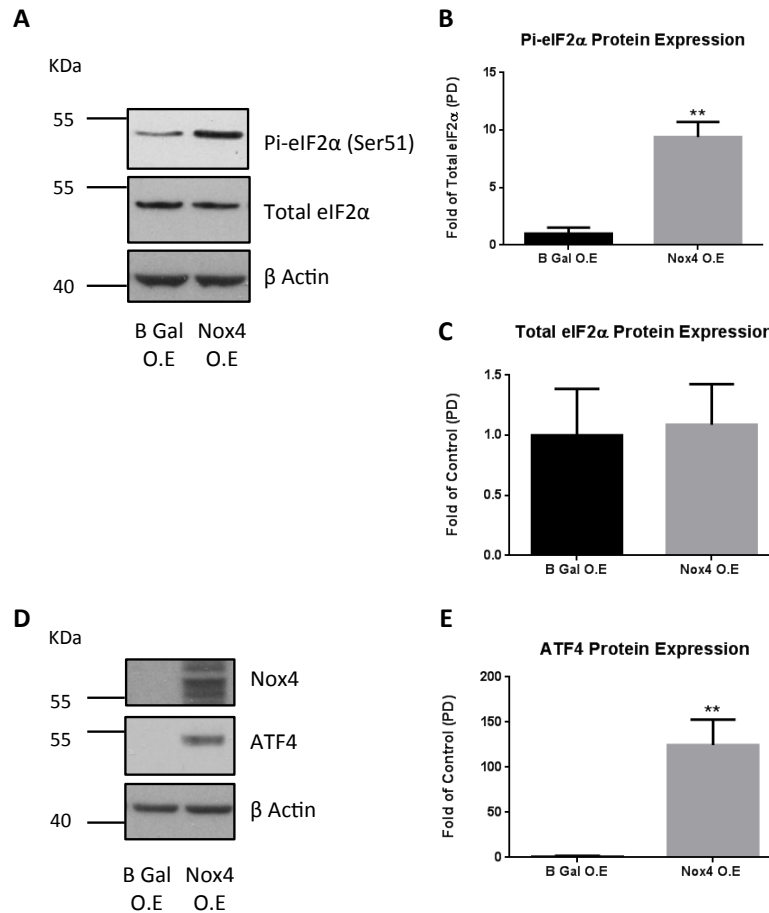 A
KDa
55
Pi-eIF2α (Ser51)
55
Total eIF2α
40
β Actin
B Gal Nox4
O.E O.E
B
Pi-eIF2α Protein Expression
Fold of Total eIF2α (PD)
15
10
5
0
**
B Gal O.E Nox4 O.E
C
Total eIF2α Protein Expression
Fold of Control (PD)
1.5
1.0
0.5
0.0
B Gal O.E Nox4 O.E
D
KDa
Nox4
55
55
ATF4
β Actin
40
B Gal Nox4
O.E O.E
E
ATF4 Protein Expression
Fold of Control (PD)
200
150
100
50
0
**
B Gal O.E Nox4 O.E